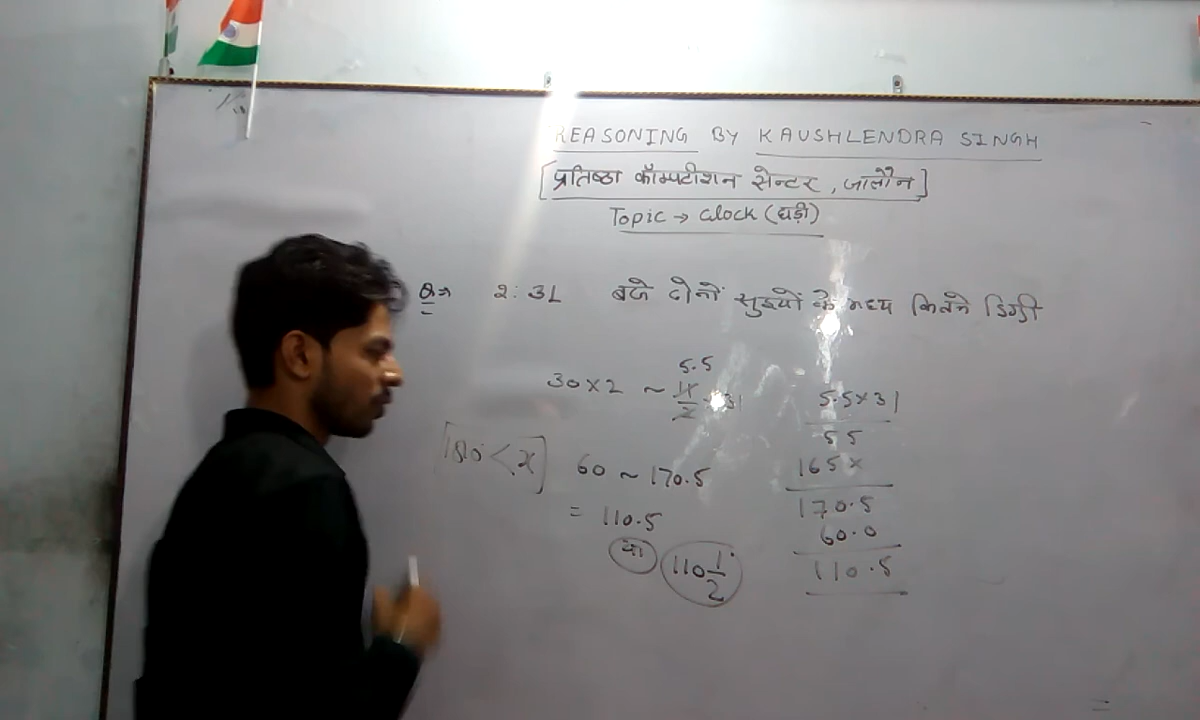 REASONING BY KAUSHLENDRA SINGH
[प्रतिष्ठा कॉम्पटीशन सेन्टर, जालौन]
Topic → Clock (घड़ी)
Q⇒ 2:31 बजे दोनों सुइयों के मध्य कितने डिग्री
30×2 ~ 11/2 × 31
5.5
[180 < x] 60 ~ 170.5
= 110.5
या 110 1/2°
5.5×31
55
165×
170.5
60.0
110.5